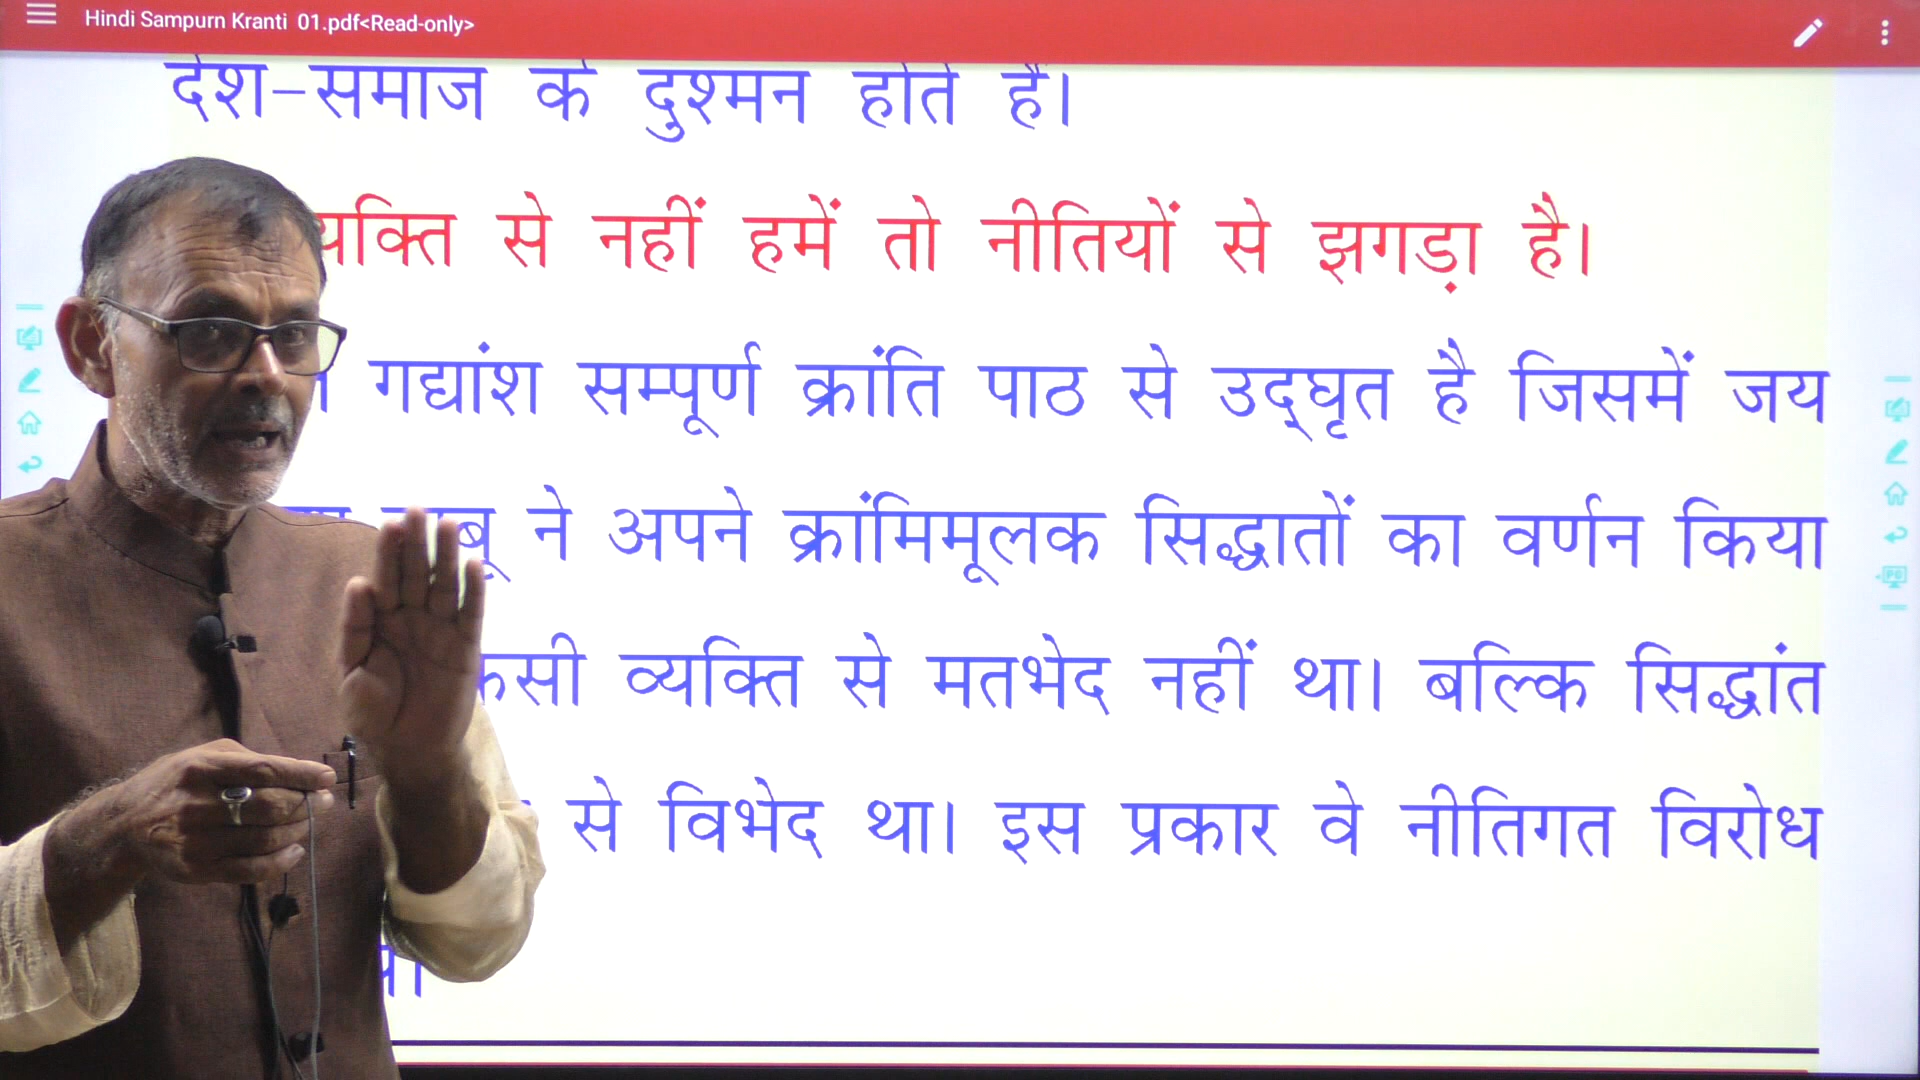 Hindi Sampurn Kranti 01.pdf<Read-only>
देश-समाज के दुश्मन होते हैं।
से नहीं हमें तो नीतियों से झगड़ा है।
गद्यांश सम्पूर्ण क्रांति पाठ से उद्घृत है जिसमें जय
ने अपने क्रांमिमूलक सिद्धातों का वर्णन किया
व्यक्ति से मतभेद नहीं था। बल्कि सिद्धांत
से विभेद था। इस प्रकार वे नीतिगत विरोध